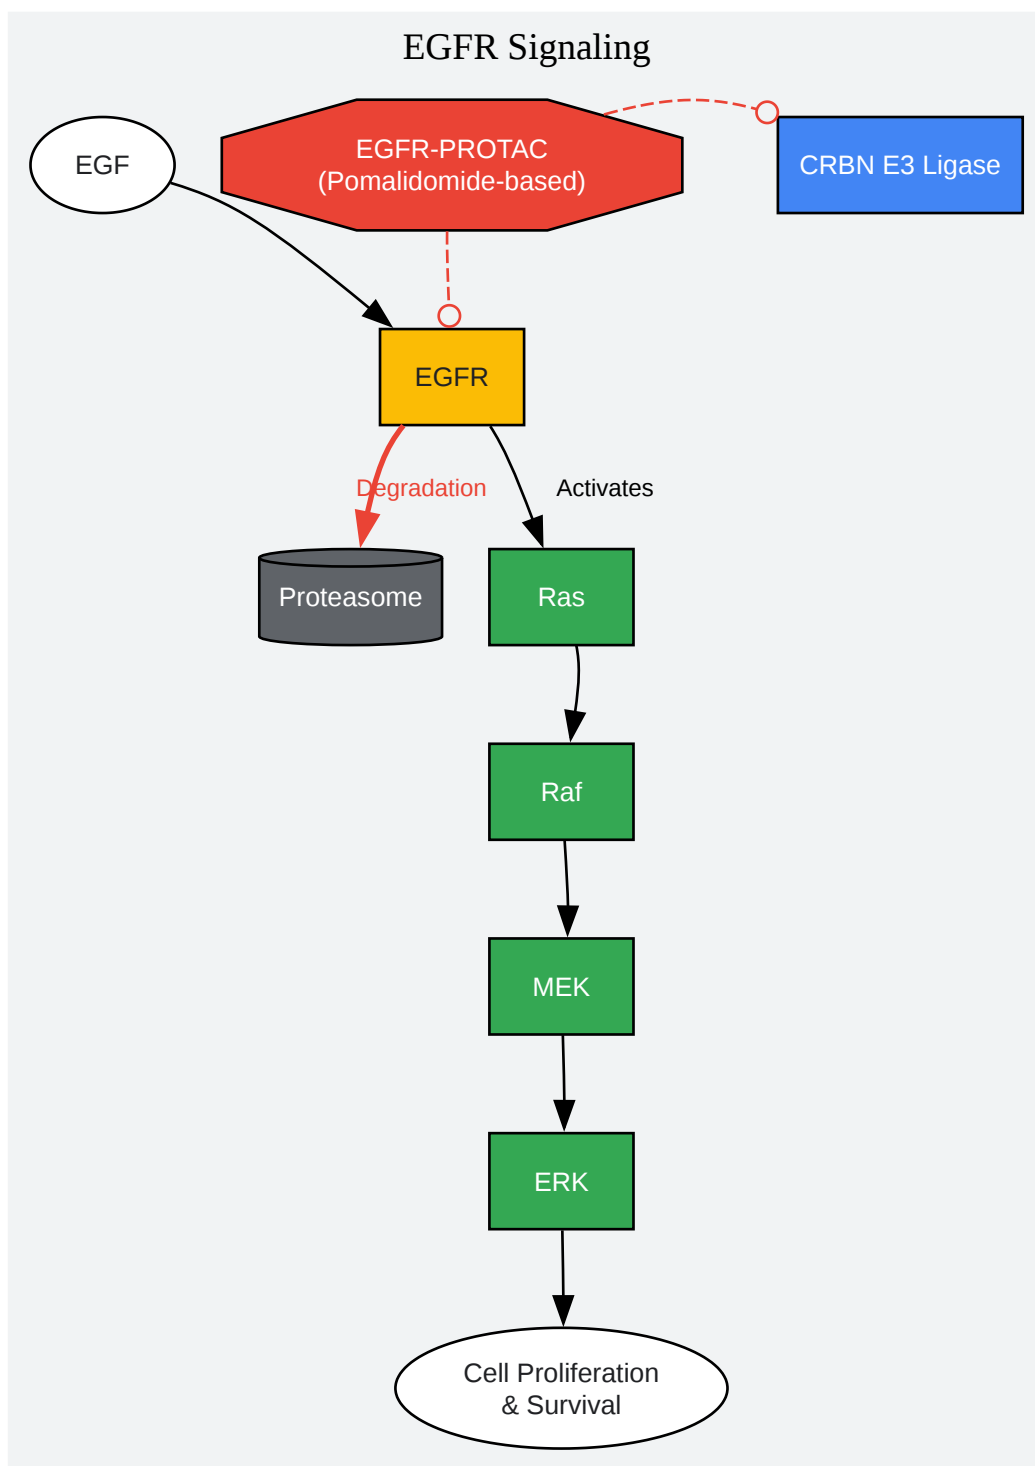 EGFR Signaling
EGF
EGFR-PROTAC
(Pomalidomide-based)
CRBN E3 Ligase
EGFR
Degradation
Activates
Proteasome
Ras
Raf
MEK
ERK
Cell Proliferation
& Survival